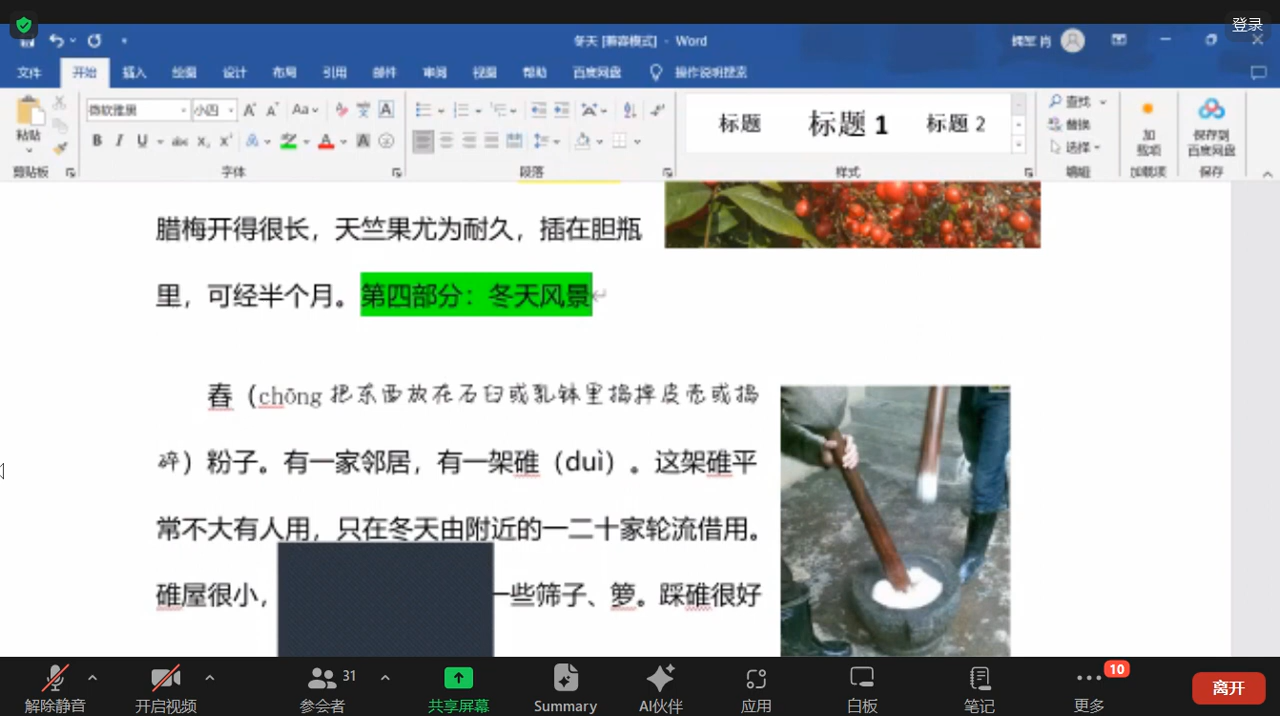 登录
冬天 [兼容模式] - Word
文件 开始 插入 绘图 设计 布局 引用 邮件 审阅 视图 帮助 百度网盘 操作说明搜索
微软雅黑 小四
粘贴
标题 标题 1 标题 2
查找
替换
选择
加
载项
保存到
百度网盘
剪贴板 字体 段落 样式 编辑 加载项 保存
腊梅开得很长，天竺果尤为耐久，插在胆瓶
里，可经半个月。第四部分：冬天风景
舂（chōng 把东西放在石臼或乳钵里捣掉皮壳或捣
碎）粉子。有一家邻居，有一架碓（duì）。这架碓平
常不大有人用，只在冬天由附近的一二十家轮流借用。
碓屋很小，
一些筛子、箩。踩碓很好
解除静音 开启视频 参会者 31 共享屏幕 Summary AI伙伴 应用 白板 笔记 更多 10 离开